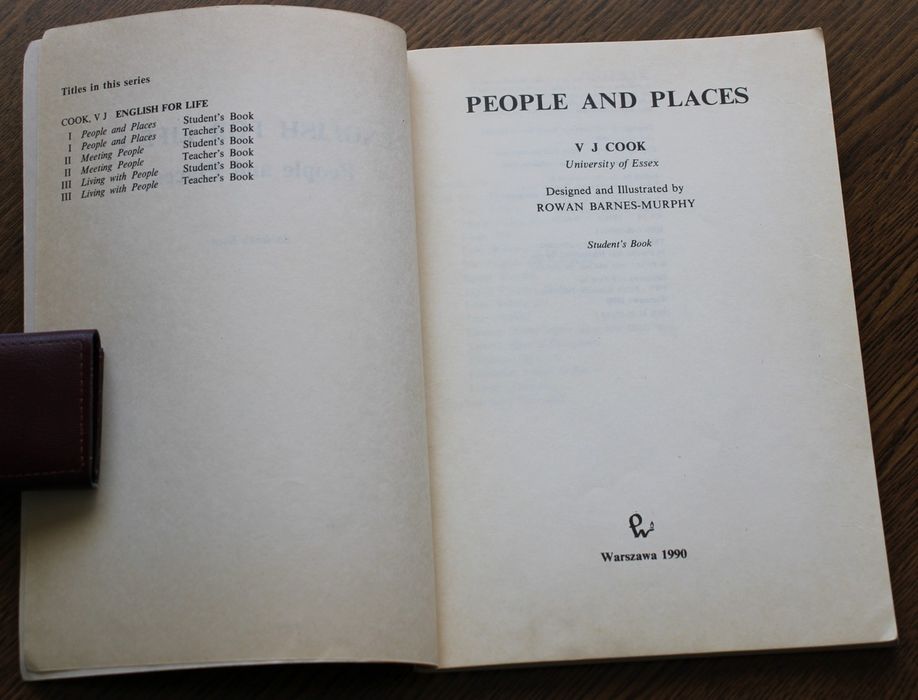 Titles in this series
COOK, V J ENGLISH FOR LIFE
I People and Places Student's Book
I People and Places Teacher's Book
II Meeting People Student's Book
II Meeting People Teacher's Book
III Living with People Student's Book
III Living with People Teacher's Book
PEOPLE AND PLACES
V J COOK
University of Essex
Designed and Illustrated by
ROWAN BARNES-MURPHY
Student's Book
Warszawa 1990